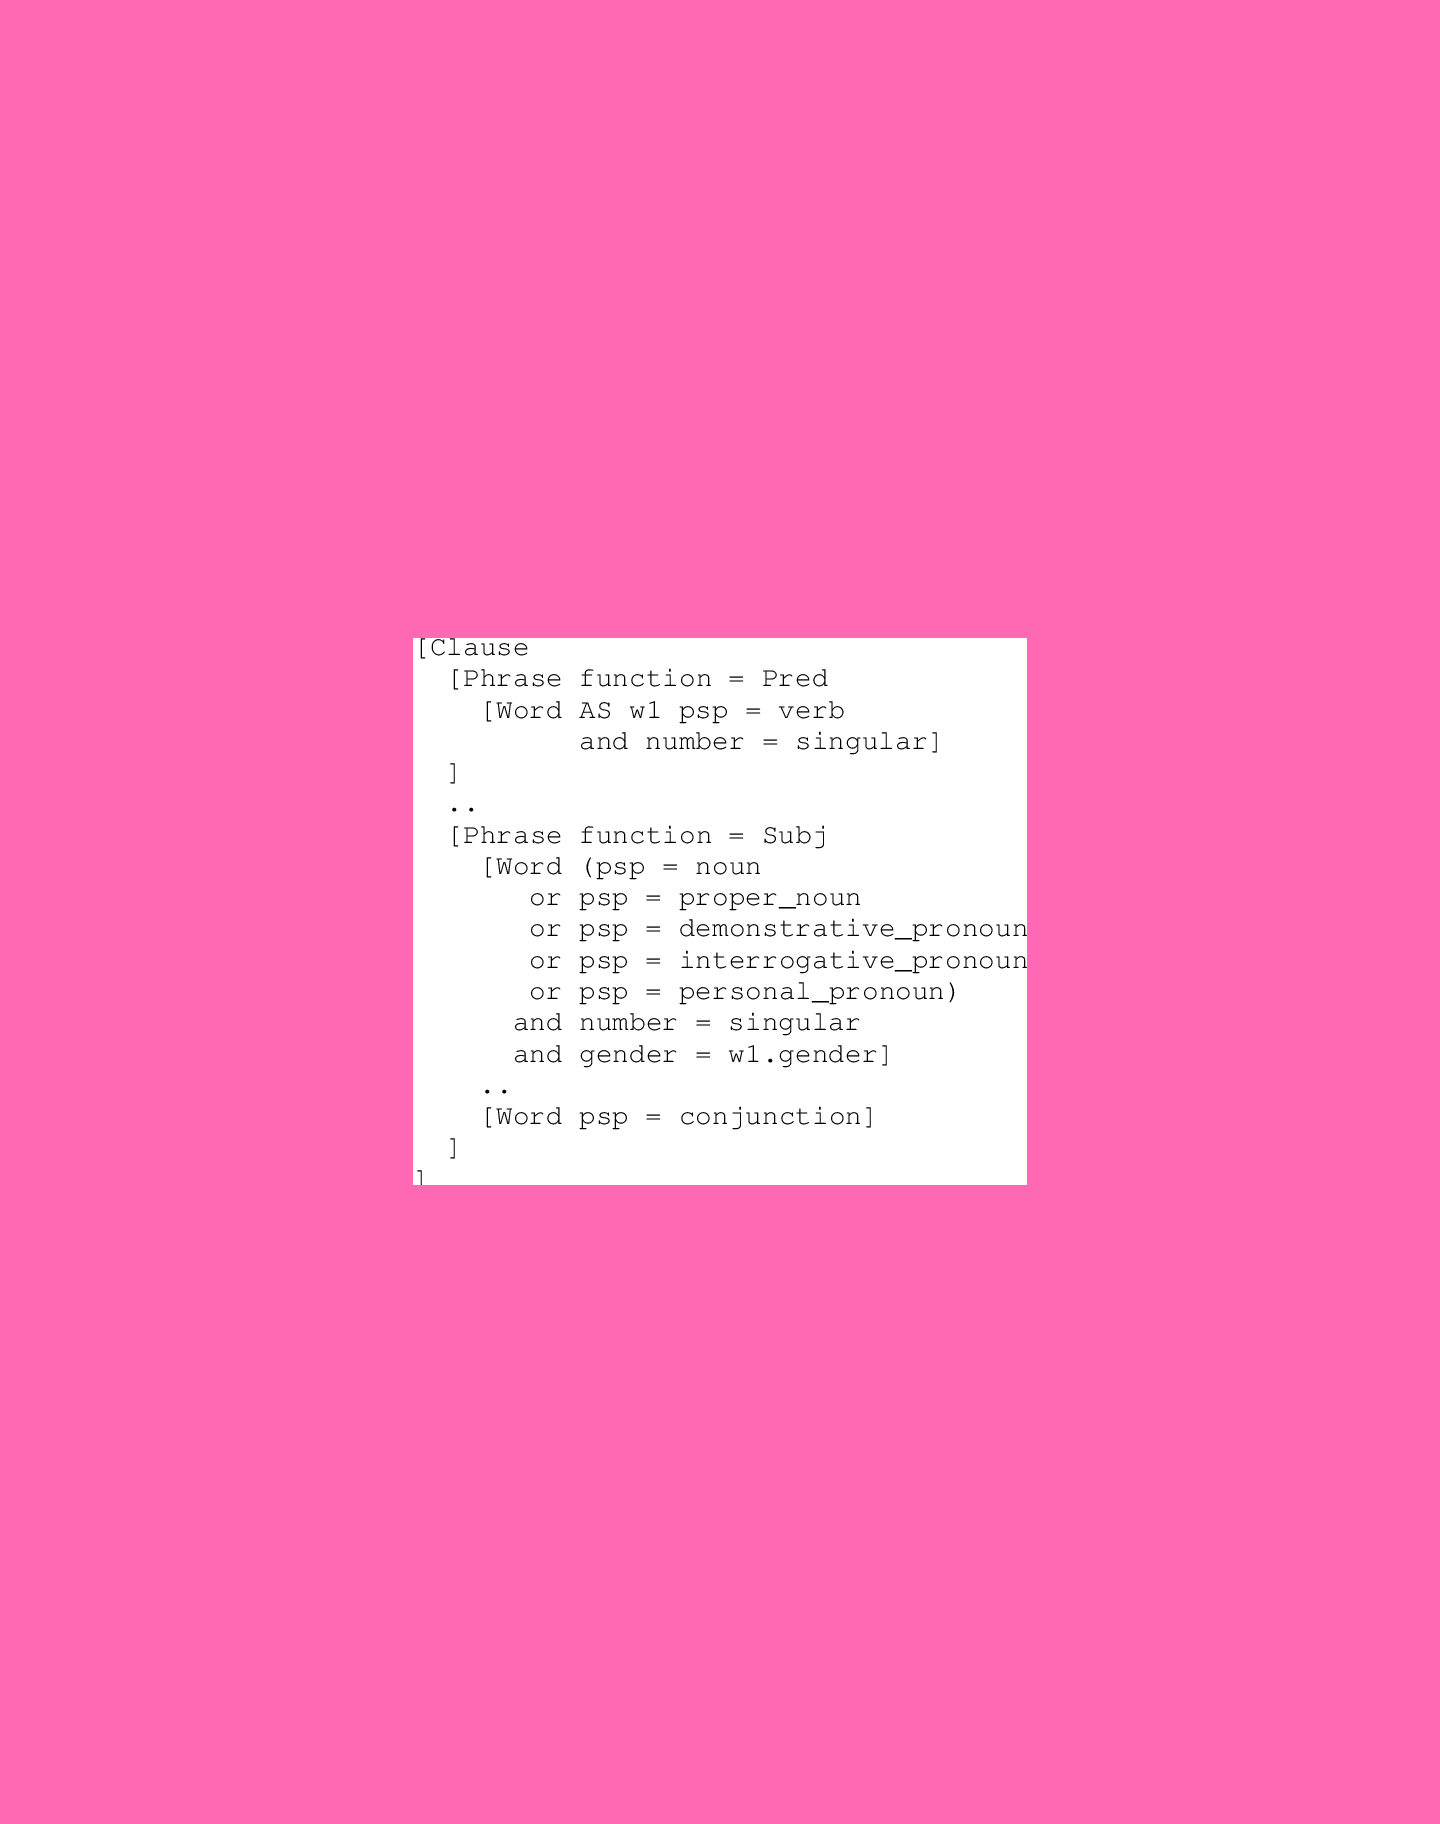 [Clause
  [Phrase function = Pred
    [Word AS w1 psp = verb
          and number = singular]
  ]
  ..
  [Phrase function = Subj
    [Word (psp = noun
       or psp = proper_noun
       or psp = demonstrative_pronoun
       or psp = interrogative_pronoun
       or psp = personal_pronoun)
      and number = singular
      and gender = w1.gender]
    ..
    [Word psp = conjunction]
  ]
]